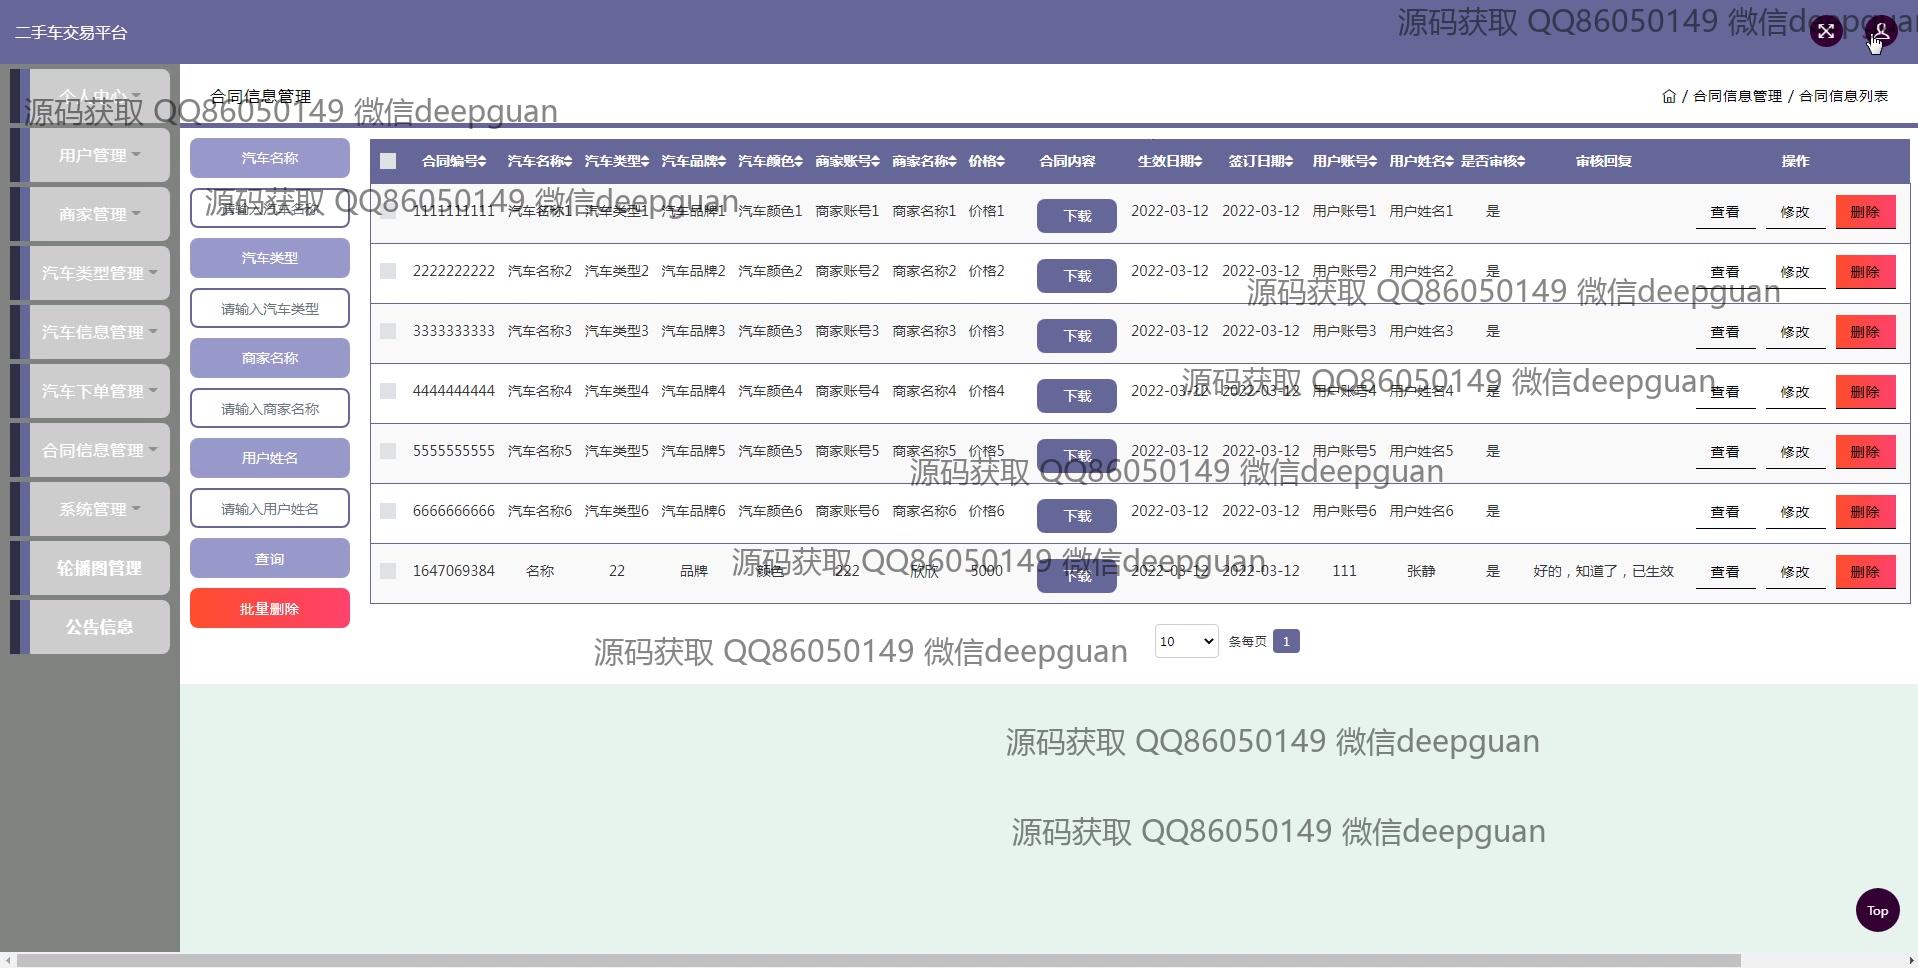 二手车交易平台
源码获取 QQ86050149 微信deepguan
个人中心
用户管理
商家管理
汽车类型管理
汽车信息管理
汽车下单管理
合同信息管理
系统管理
轮播图管理
公告信息
合同信息管理
/ 合同信息管理 / 合同信息列表
源码获取 QQ86050149 微信deepguan
汽车名称
请输入汽车名称
汽车类型
请输入汽车类型
商家名称
请输入商家名称
用户姓名
请输入用户姓名
查询
批量删除
合同编号 汽车名称 汽车类型 汽车品牌 汽车颜色 商家账号 商家名称 价格 合同内容 生效日期 签订日期 用户账号 用户姓名 是否审核 审核回复 操作
源码获取 QQ86050149 微信deepguan
1111111111 汽车名称1 汽车类型1 汽车品牌1 汽车颜色1 商家账号1 商家名称1 价格1 下载 2022-03-12 2022-03-12 用户账号1 用户姓名1 是 查看 修改 删除
2222222222 汽车名称2 汽车类型2 汽车品牌2 汽车颜色2 商家账号2 商家名称2 价格2 下载 2022-03-12 2022-03-12 用户账号2 用户姓名2 是 查看 修改 删除
源码获取 QQ86050149 微信deepguan
3333333333 汽车名称3 汽车类型3 汽车品牌3 汽车颜色3 商家账号3 商家名称3 价格3 下载 2022-03-12 2022-03-12 用户账号3 用户姓名3 是 查看 修改 删除
源码获取 QQ86050149 微信deepguan
4444444444 汽车名称4 汽车类型4 汽车品牌4 汽车颜色4 商家账号4 商家名称4 价格4 下载 2022-03-12 2022-03-12 用户账号4 用户姓名4 是 查看 修改 删除
5555555555 汽车名称5 汽车类型5 汽车品牌5 汽车颜色5 商家账号5 商家名称5 价格5 下载 2022-03-12 2022-03-12 用户账号5 用户姓名5 是 查看 修改 删除
源码获取 QQ86050149 微信deepguan
6666666666 汽车名称6 汽车类型6 汽车品牌6 汽车颜色6 商家账号6 商家名称6 价格6 下载 2022-03-12 2022-03-12 用户账号6 用户姓名6 是 查看 修改 删除
源码获取 QQ86050149 微信deepguan
1647069384 名称 22 品牌 颜色 222 欣欣 5000 下载 2022-03-12 2022-03-12 111 张静 是 好的，知道了，已生效 查看 修改 删除
10 条每页 1
源码获取 QQ86050149 微信deepguan
源码获取 QQ86050149 微信deepguan
源码获取 QQ86050149 微信deepguan
Top